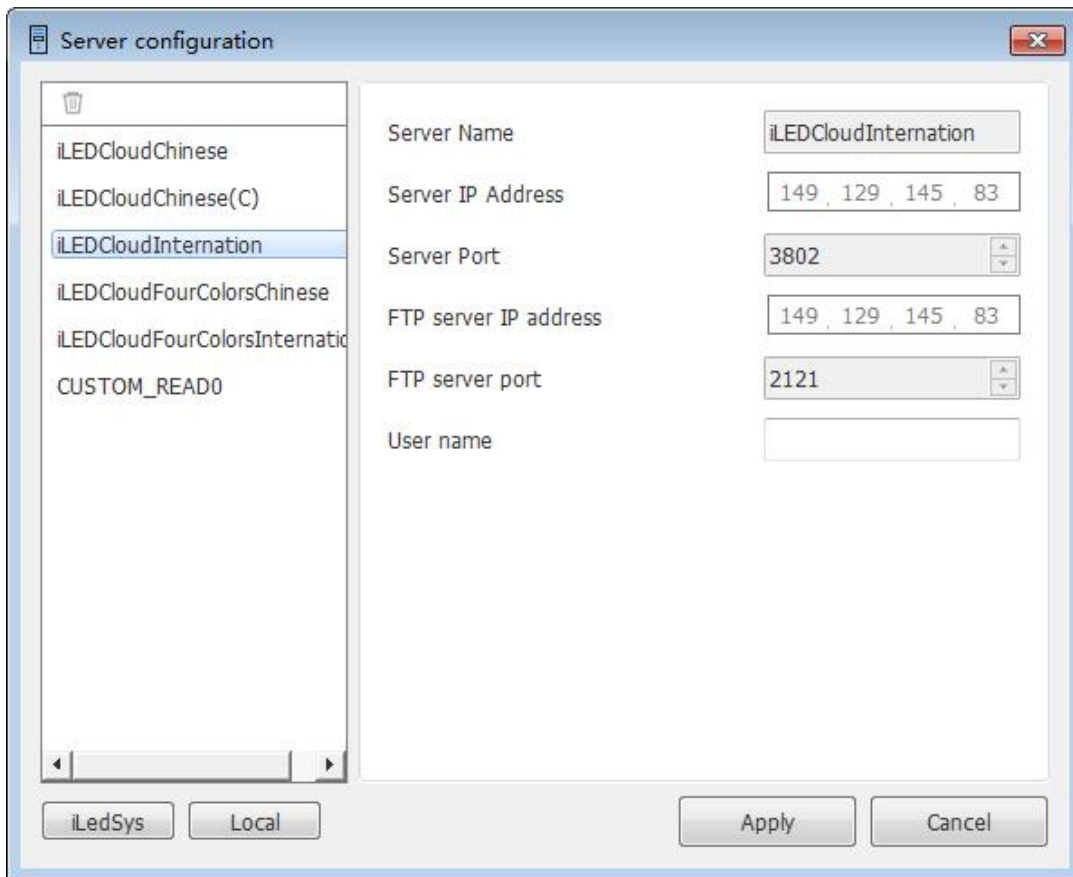 Server configuration
iLEDCloudChinese
iLEDCloudChinese(C)
iLEDCloudInternation
iLEDCloudFourColorsChinese
iLEDCloudFourColorsInternatic
CUSTOM_READ0
Server Name iLEDCloudInternation
Server IP Address 149 . 129 . 145 . 83
Server Port 3802
FTP server IP address 149 . 129 . 145 . 83
FTP server port 2121
User name
iLedSys Local Apply Cancel